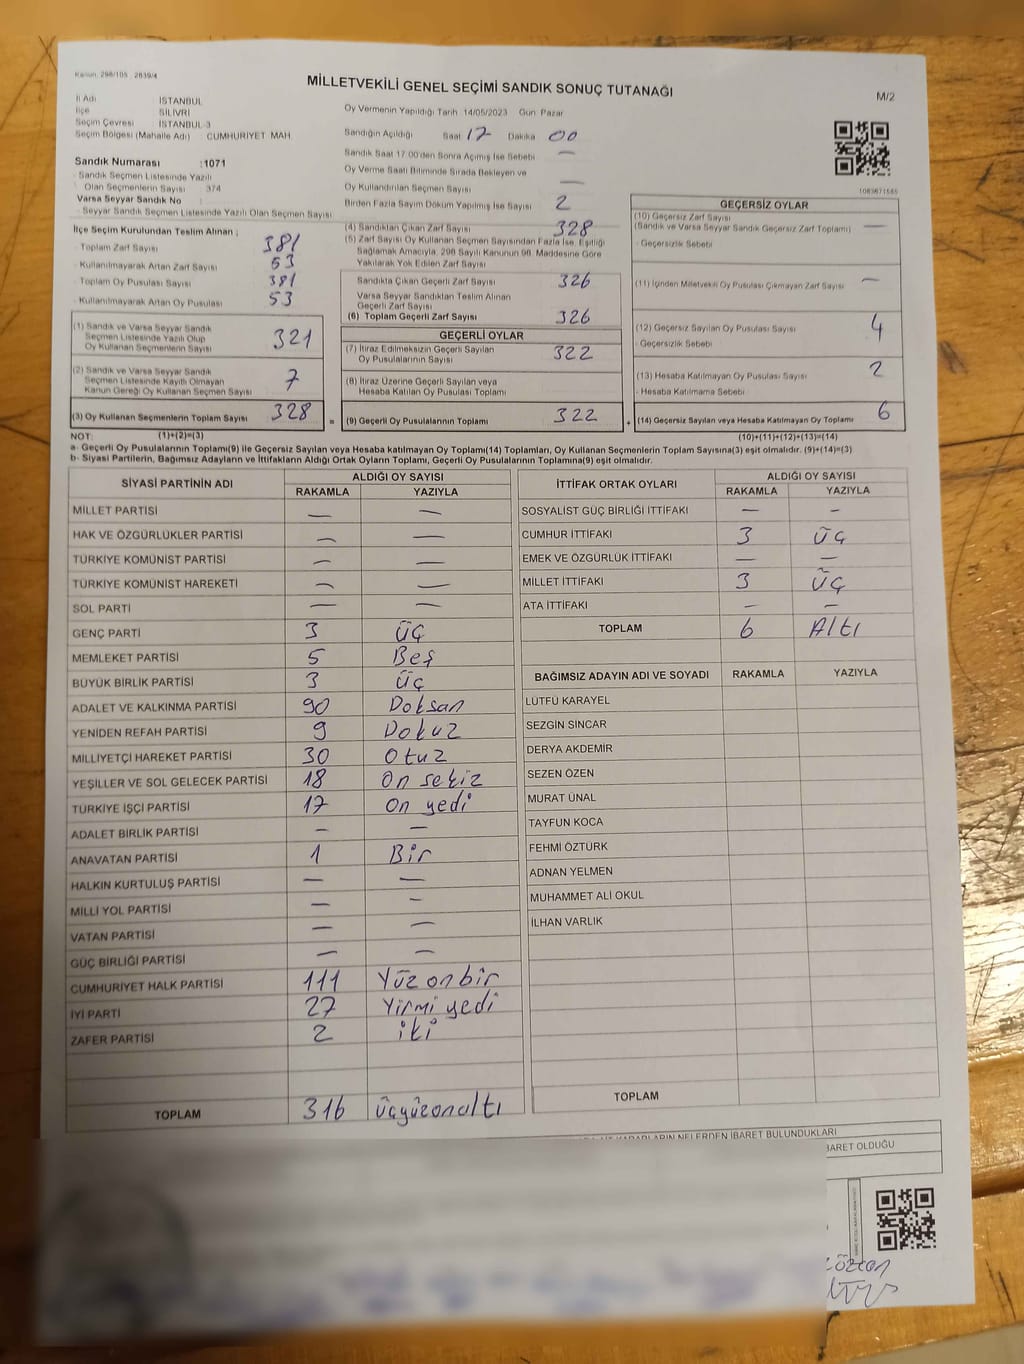 Kanun, 298/105 2839/4
MİLLETVEKİLİ GENEL SEÇİMİ SANDIK SONUÇ TUTANAĞI
M/2
İl Adı İSTANBUL
İlçe SİLİVRİ
Seçim Çevresi İSTANBUL-3
Seçim Bölgesi (Mahalle Adı) : CUMHURİYET MAH
Sandık Numarası :1071
Sandık Seçmen Listesinde Yazılı
Olan Seçmenlerin Sayısı 374
Varsa Seyyar Sandık No :
- Seyyar Sandık Seçmen Listesinde Yazılı Olan Seçmen Sayısı
Oy Vermenin Yapıldığı Tarih 14/05/2023 Gün Pazar
Sandığın Açıldığı Saat 17 Dakika 00
Sandık Saat 17.00'den Sonra Açılmış İse Sebebi —
Oy Verme Saati Bitiminde Sırada Bekleyen ve
Oy Kullandırılan Seçmen Sayısı —
Birden Fazla Sayım Döküm Yapılmış İse Sayısı 2
1083671565
İlçe Seçim Kurulundan Teslim Alınan ;
- Toplam Zarf Sayısı 381
- Kullanılmayarak Artan Zarf Sayısı 53
- Toplam Oy Pusulası Sayısı 381
- Kullanılmayarak Artan Oy Pusulası 53
(1) Sandık ve Varsa Seyyar Sandık
Seçmen Listesinde Yazılı Olup
Oy Kullanan Seçmenlerin Sayısı 321
(2) Sandık ve Varsa Seyyar Sandık
Seçmen Listesinde Kayıtlı Olmayan
Kanun Gereği Oy Kullanan Seçmen Sayısı 7
(3) Oy Kullanan Seçmenlerin Toplam Sayısı 328
(4) Sandıktan Çıkan Zarf Sayısı 328
(5) Zarf Sayısı Oy Kullanan Seçmen Sayısından Fazla İse, Eşitliği
Sağlamak Amacıyla, 298 Sayılı Kanunun 98. Maddesine Göre
Yakılarak Yok Edilen Zarf Sayısı
Sandıkta Çıkan Geçerli Zarf Sayısı 326
Varsa Seyyar Sandıktan Teslim Alınan
Geçerli Zarf Sayısı
(6) Toplam Geçerli Zarf Sayısı 326
GEÇERLİ OYLAR
(7) İtiraz Edilmeksizin Geçerli Sayılan
Oy Pusulalarının Sayısı 322
(8) İtiraz Üzerine Geçerli Sayılan veya
Hesaba Katılan Oy Pusulası Toplamı
= (9) Geçerli Oy Pusulalarının Toplamı 322
GEÇERSİZ OYLAR
(10) Geçersiz Zarf Sayısı
(Sandık ve Varsa Seyyar Sandık Geçersiz Zarf Toplamı) —
- Geçersizlik Sebebi
(11) İçinden Milletvekili Oy Pusulası Çıkmayan Zarf Sayısı —
(12) Geçersiz Sayılan Oy Pusulası Sayısı 4
- Geçersizlik Sebebi
(13) Hesaba Katılmayan Oy Pusulası Sayısı 2
- Hesaba Katılmama Sebebi
+ (14) Geçersiz Sayılan veya Hesaba Katılmayan Oy Toplamı 6
NOT: (1)+(2)=(3) (10)+(11)+(12)+(13)=(14)
a- Geçerli Oy Pusulalarının Toplamı(9) ile Geçersiz Sayılan veya Hesaba katılmayan Oy Toplamı(14) Toplamları, Oy Kullanan Seçmenlerin Toplam Sayısına(3) eşit olmalıdır. (9)+(14)=(3)
b- Siyasi Partilerin, Bağımsız Adayların ve İttifakların Aldığı Ortak Oyların Toplamı, Geçerli Oy Pusulalarının Toplamına(9) eşit olmalıdır.
SİYASİ PARTİNİN ADI ALDIĞI OY SAYISI
RAKAMLA YAZIYLA
MİLLET PARTİSİ — —
HAK VE ÖZGÜRLÜKLER PARTİSİ — —
TÜRKİYE KOMÜNİST PARTİSİ — —
TÜRKİYE KOMÜNİST HAREKETİ — —
SOL PARTİ — —
GENÇ PARTİ 3 ÜÇ
MEMLEKET PARTİSİ 5 Beş
BÜYÜK BİRLİK PARTİSİ 3 Üç
ADALET VE KALKINMA PARTİSİ 90 Doksan
YENİDEN REFAH PARTİSİ 9 Dokuz
MİLLİYETÇİ HAREKET PARTİSİ 30 Otuz
YEŞİLLER VE SOL GELECEK PARTİSİ 18 On sekiz
TÜRKİYE İŞÇİ PARTİSİ 17 On yedi
ADALET BİRLİK PARTİSİ — —
ANAVATAN PARTİSİ 1 Bir
HALKIN KURTULUŞ PARTİSİ — —
MİLLİ YOL PARTİSİ — —
VATAN PARTİSİ — —
GÜÇ BİRLİĞİ PARTİSİ — —
CUMHURİYET HALK PARTİSİ 111 Yüz onbir
İYİ PARTİ 27 Yirmi yedi
ZAFER PARTİSİ 2 iki
TOPLAM 316 Üçyüzonaltı
İTTİFAK ORTAK OYLARI ALDIĞI OY SAYISI
RAKAMLA YAZIYLA
SOSYALİST GÜÇ BİRLİĞİ İTTİFAKI — —
CUMHUR İTTİFAKI 3 Üç
EMEK VE ÖZGÜRLÜK İTTİFAKI — —
MİLLET İTTİFAKI 3 Üç
ATA İTTİFAKI — —
TOPLAM 6 Altı
BAĞIMSIZ ADAYIN ADI VE SOYADI RAKAMLA YAZIYLA
LÜTFÜ KARAYEL
SEZGİN SİNCAR
DERYA AKDEMİR
SEZEN ÖZEN
MURAT ÜNAL
TAYFUN KOCA
FEHMİ ÖZTÜRK
ADNAN YELMEN
MUHAMMET ALİ OKUL
İLHAN VARLIK
TOPLAM
KARARLARIN NELERDEN İBARET BULUNDUKLARI
İBARET OLDUĞU
Özcan